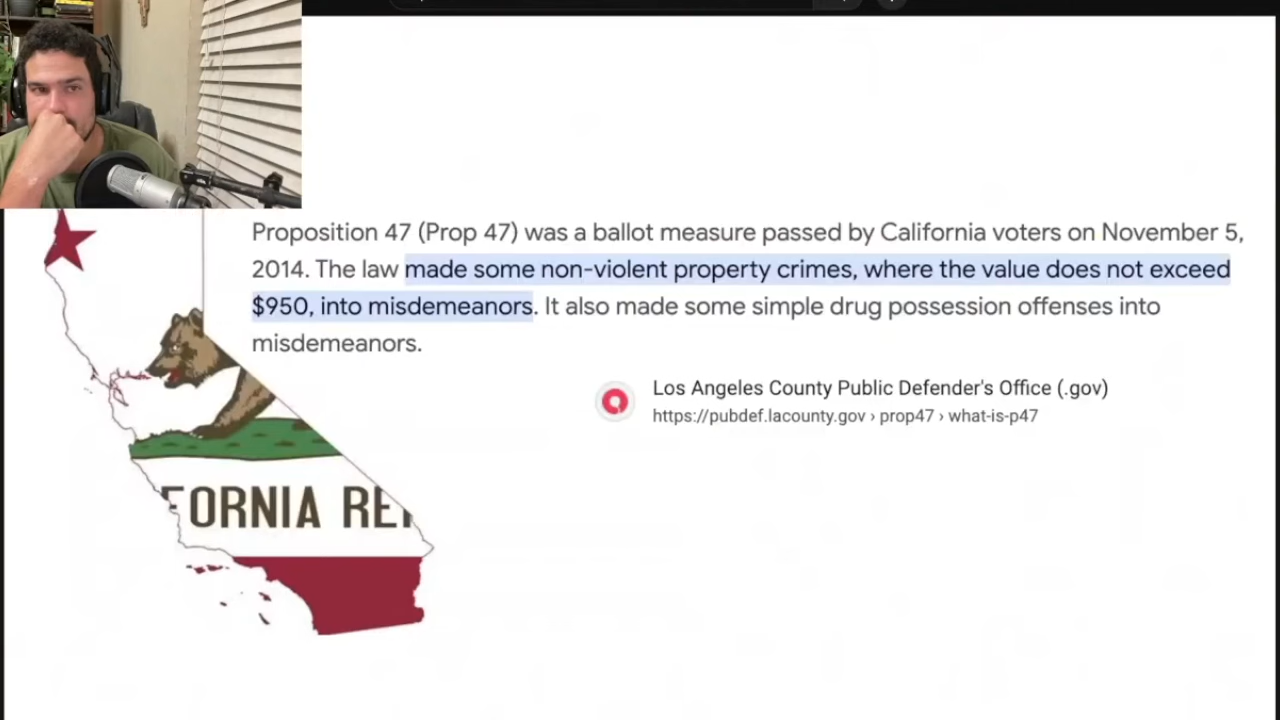 Proposition 47 (Prop 47) was a ballot measure passed by California voters on November 5,
2014. The law made some non-violent property crimes, where the value does not exceed
$950, into misdemeanors. It also made some simple drug possession offenses into
misdemeanors.
Los Angeles County Public Defender's Office (.gov)
https://pubdef.lacounty.gov › prop47 › what-is-p47
FORNIA RE